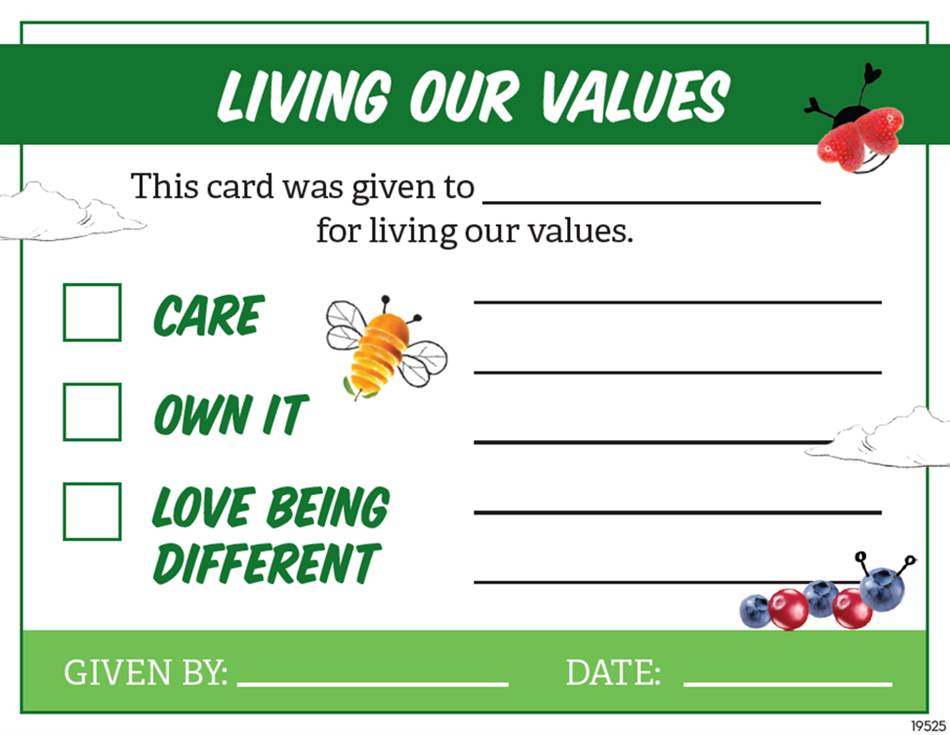 LIVING OUR VALUES
This card was given to
for living our values.
CARE
OWN IT
LOVE BEING
DIFFERENT
GIVEN BY: DATE:
19525